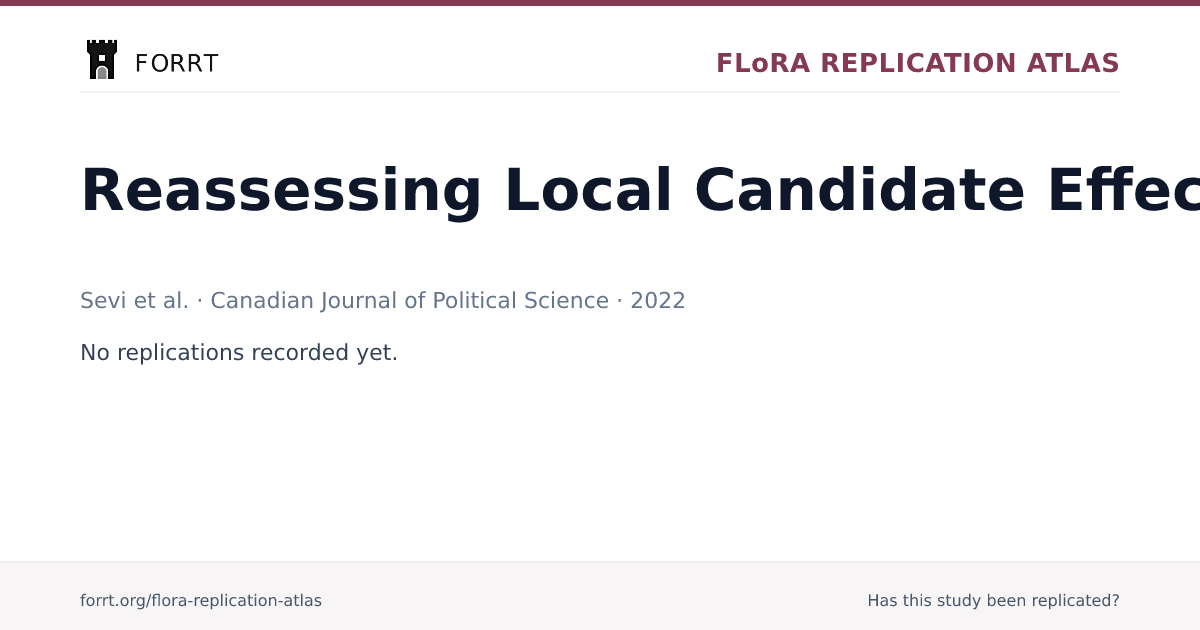 FORRT
FLoRA REPLICATION ATLAS
Reassessing Local Candidate Effec
Sevi et al. · Canadian Journal of Political Science · 2022
No replications recorded yet.
forrt.org/flora-replication-atlas
Has this study been replicated?